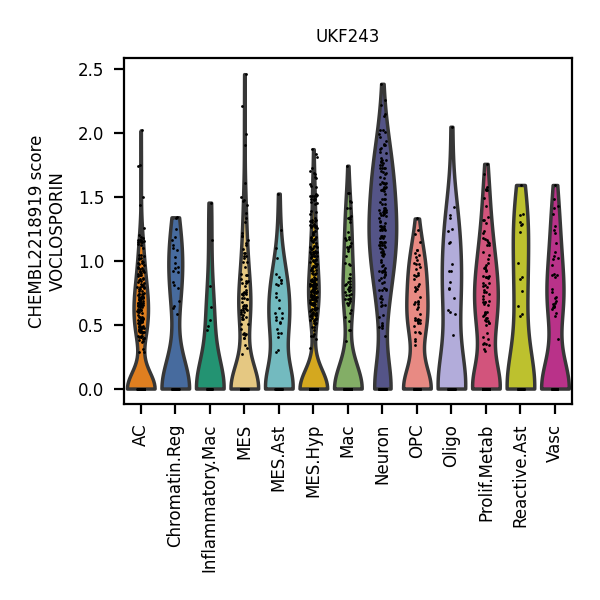 UKF243
CHEMBL2218919 score
VOCLOSPORIN
2.5
2.0
1.5
1.0
0.5
0.0
AC
Chromatin.Reg
Inflammatory.Mac
MES
MES.Ast
MES.Hyp
Mac
Neuron
OPC
Oligo
Prolif.Metab
Reactive.Ast
Vasc